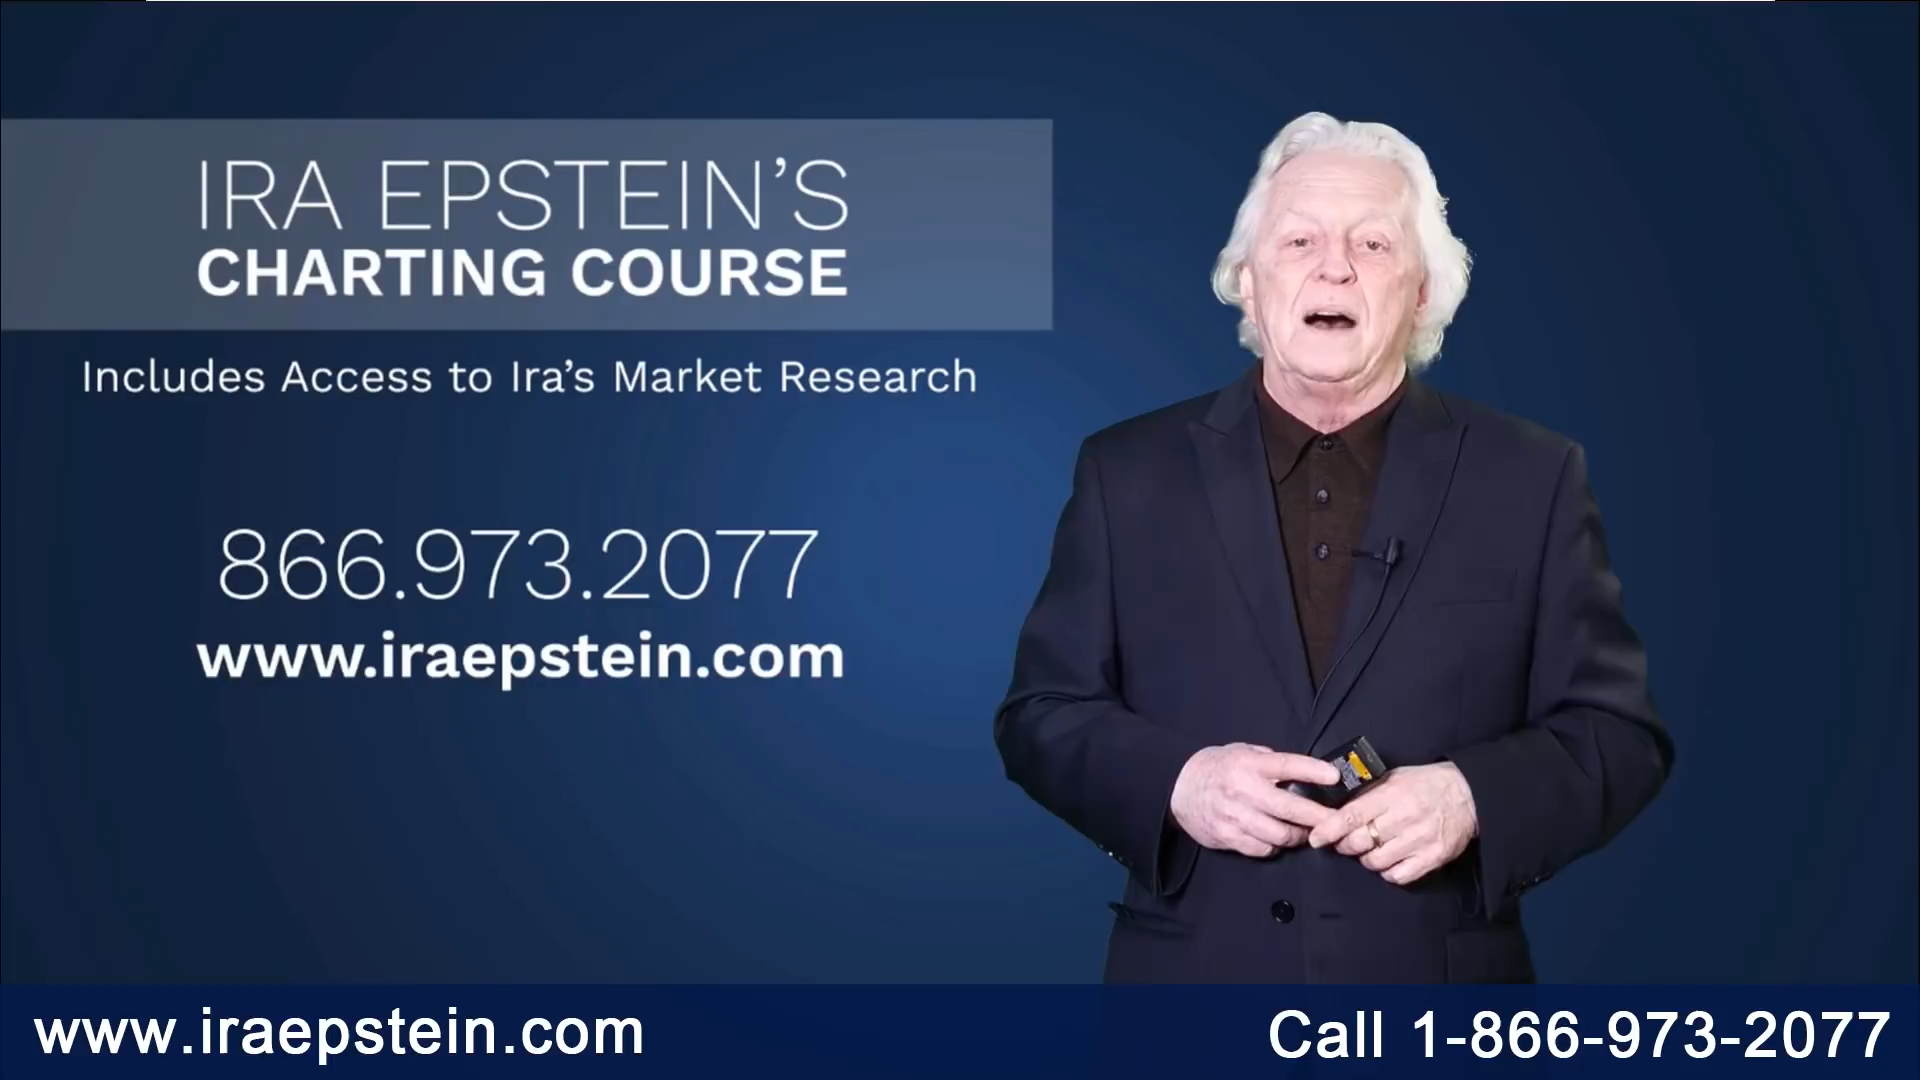 IRA EPSTEIN'S
CHARTING COURSE
Includes Access to Ira's Market Research
866.973.2077
www.iraepstein.com
www.iraepstein.com
Call 1-866-973-2077